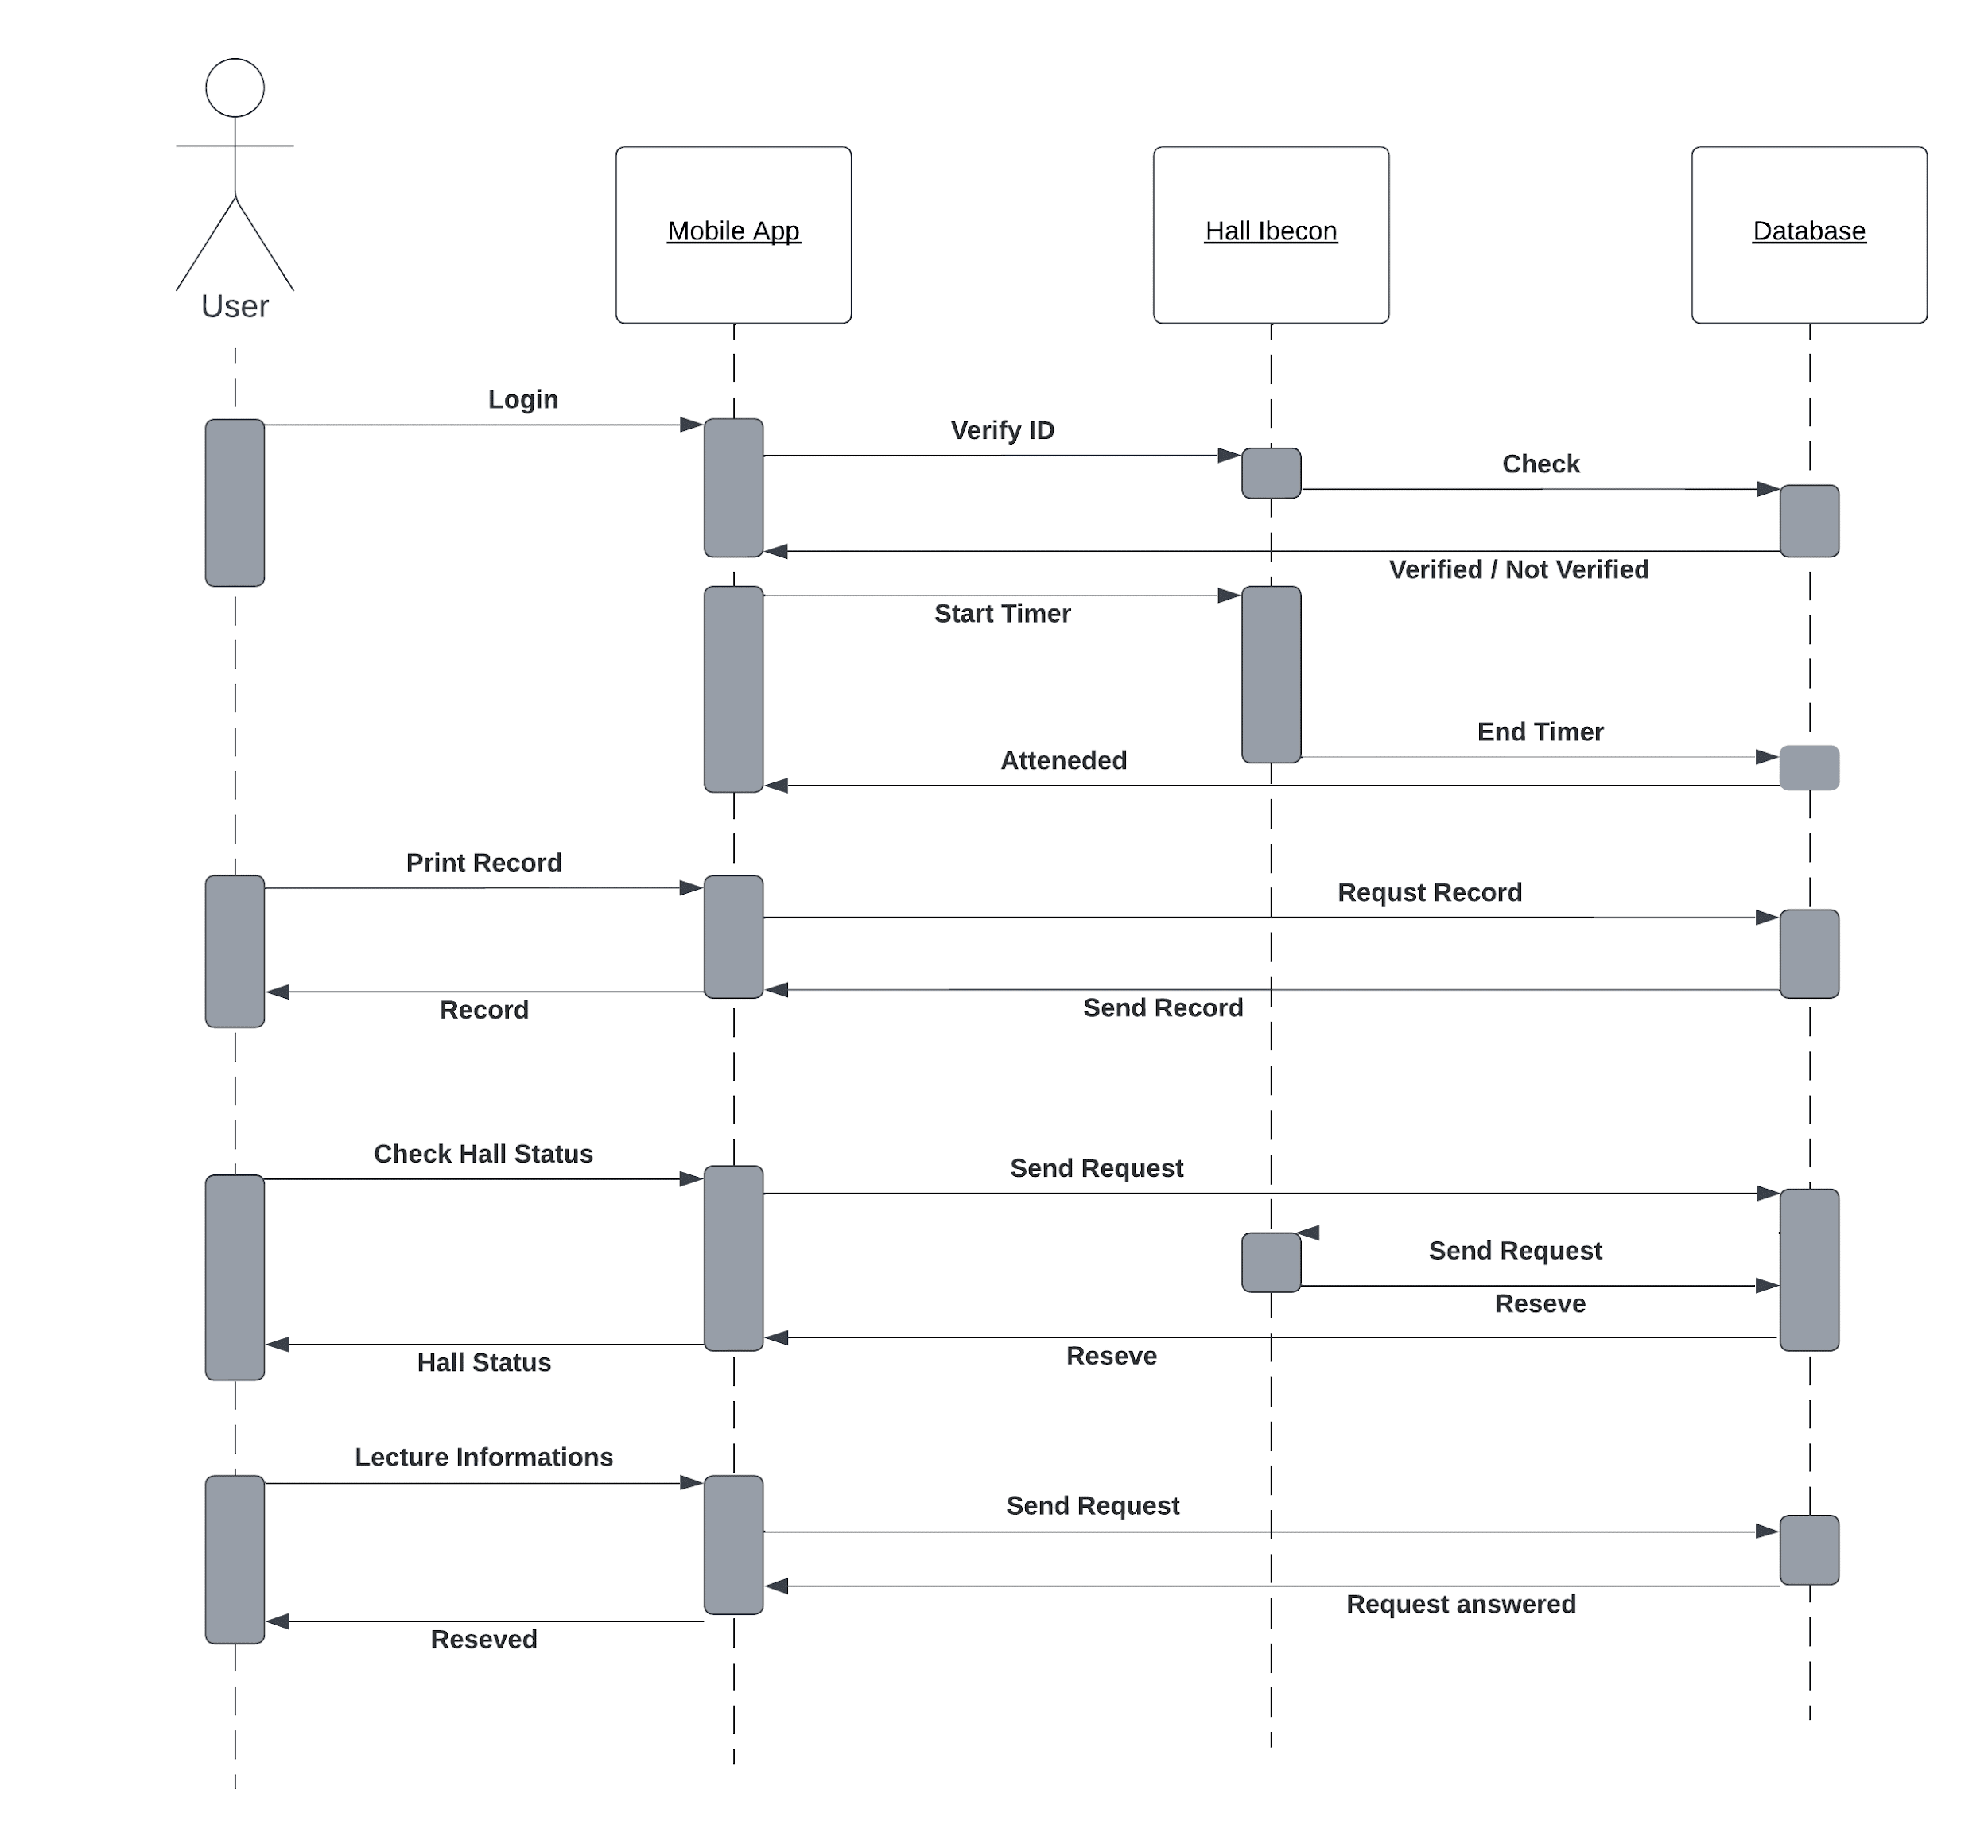 User
Mobile App
Hall Ibecon
Database
Login
Verify ID
Check
Verified / Not Verified
Start Timer
End Timer
Atteneded
Print Record
Requst Record
Record
Send Record
Check Hall Status
Send Request
Send Request
Reseve
Reseve
Hall Status
Lecture Informations
Send Request
Request answered
Reseved